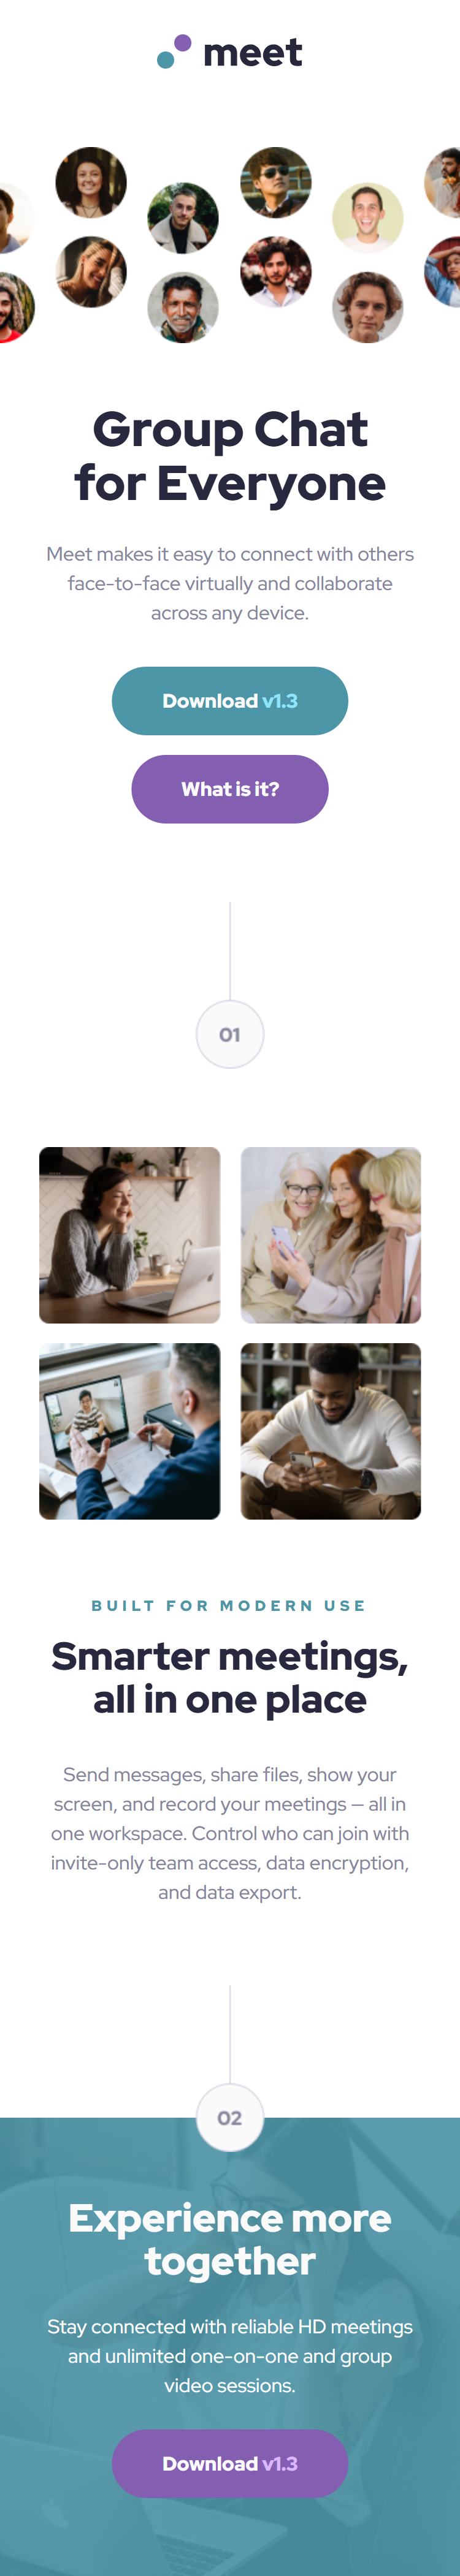 meet
Group Chat
for Everyone
Meet makes it easy to connect with others
face-to-face virtually and collaborate
across any device.
Download v1.3
What is it?
01
BUILT FOR MODERN USE
Smarter meetings,
all in one place
Send messages, share files, show your
screen, and record your meetings — all in
one workspace. Control who can join with
invite-only team access, data encryption,
and data export.
02
Experience more
together
Stay connected with reliable HD meetings
and unlimited one-on-one and group
video sessions.
Download v1.3